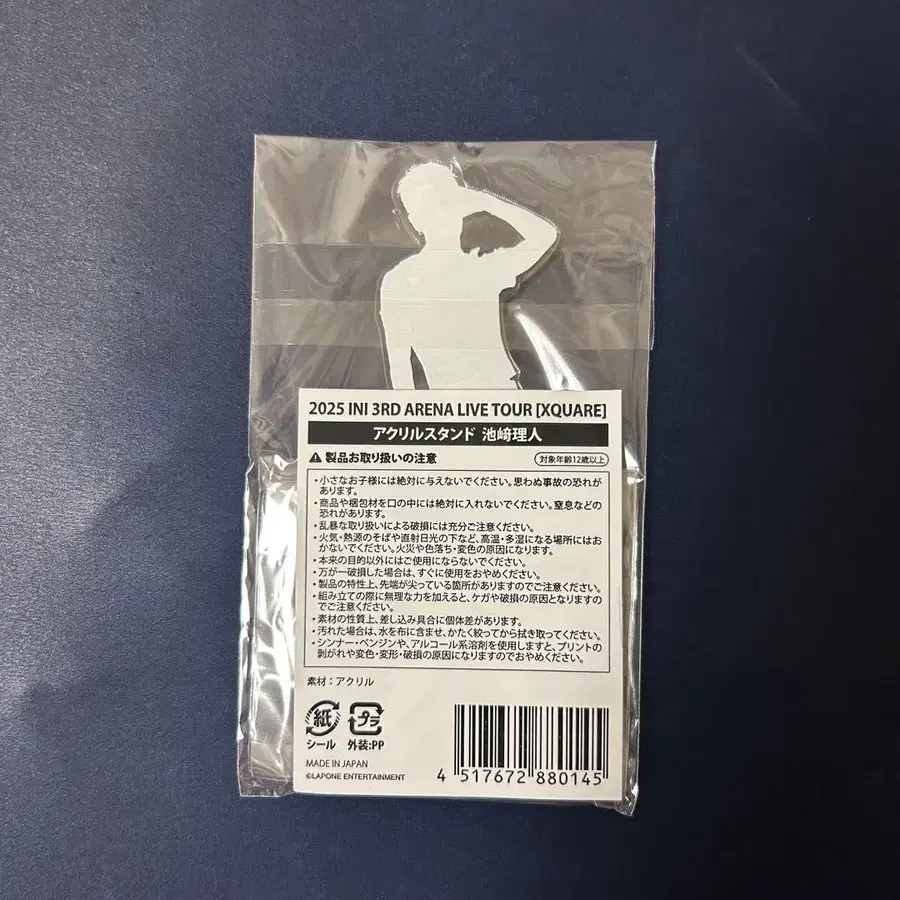 2025 INI 3RD ARENA LIVE TOUR [XQUARE]
アクリルスタンド 池﨑理人
⚠ 製品お取り扱いの注意 対象年齢12歳以上
・小さなお子様には絶対に与えないでください。思わぬ事故の恐れが
あります。
・商品や梱包材を口の中には絶対に入れないでください。窒息などの
恐れがあります。
・乱暴な取り扱いによる破損には充分ご注意ください。
・火気・熱源のそばや直射日光の下など、高温・多湿になる場所にはお
かないでください。火災や色落ち・変色の原因になります。
・本来の目的以外にはご使用にならないでください。
・万が一破損した場合は、すぐに使用をおやめください。
・製品の特性上、先端が尖っている箇所がありますのでご注意ください。
・組み立ての際に無理な力を加えると、ケガや破損の原因となりますの
でご注意ください。
・素材の性質上、差し込み具合に個体差があります。
・汚れた場合は、水を布に含ませ、かたく絞ってから拭き取ってください。
・シンナー・ベンジンや、アルコール系溶剤を使用しますと、プリントの
剥がれや変色・変形・破損の原因になりますのでおやめください。
素材：アクリル
紙 プラ
シール 外装:PP
MADE IN JAPAN
©LAPONE ENTERTAINMENT
4 517672 880145